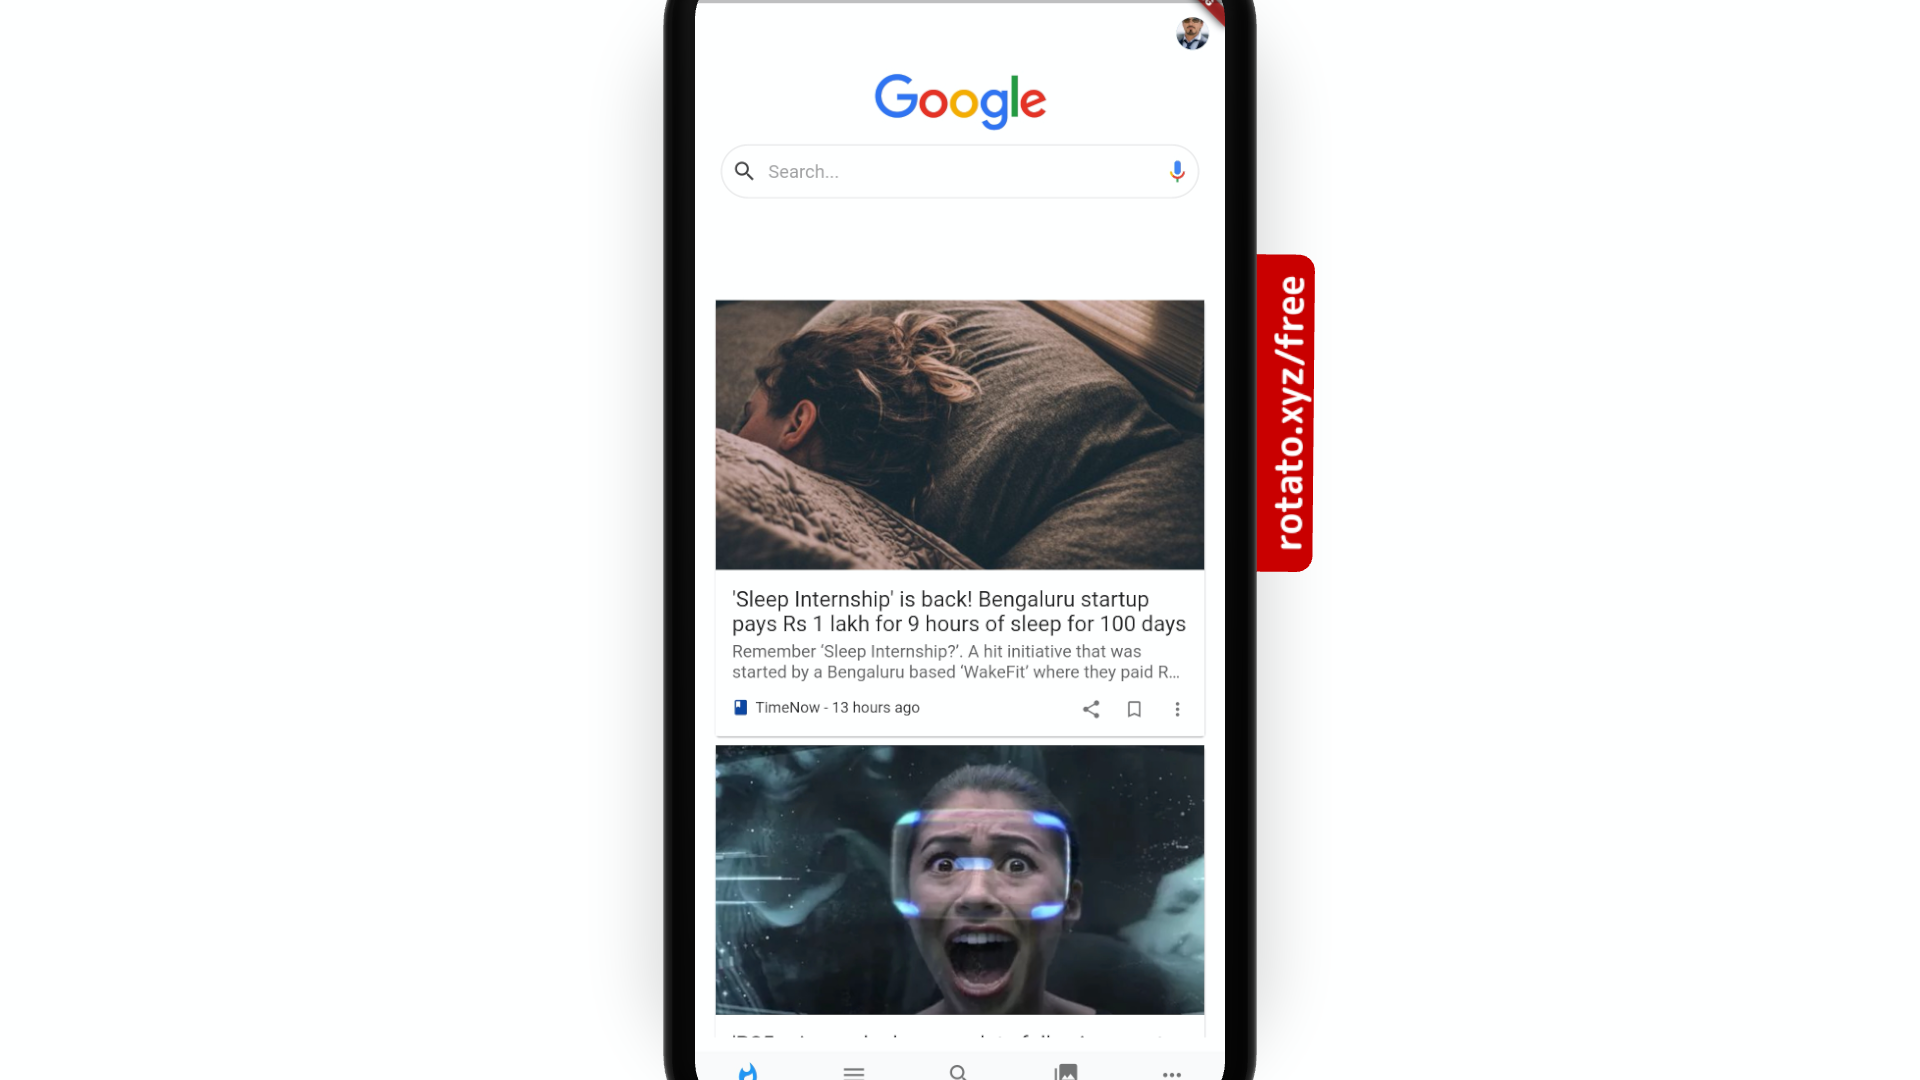 Google
Search...
rotato.xyz/free
'Sleep Internship' is back! Bengaluru startup
pays Rs 1 lakh for 9 hours of sleep for 100 days
Remember ‘Sleep Internship?’. A hit initiative that was
started by a Bengaluru based ‘WakeFit’ where they paid R...
TimeNow - 13 hours ago